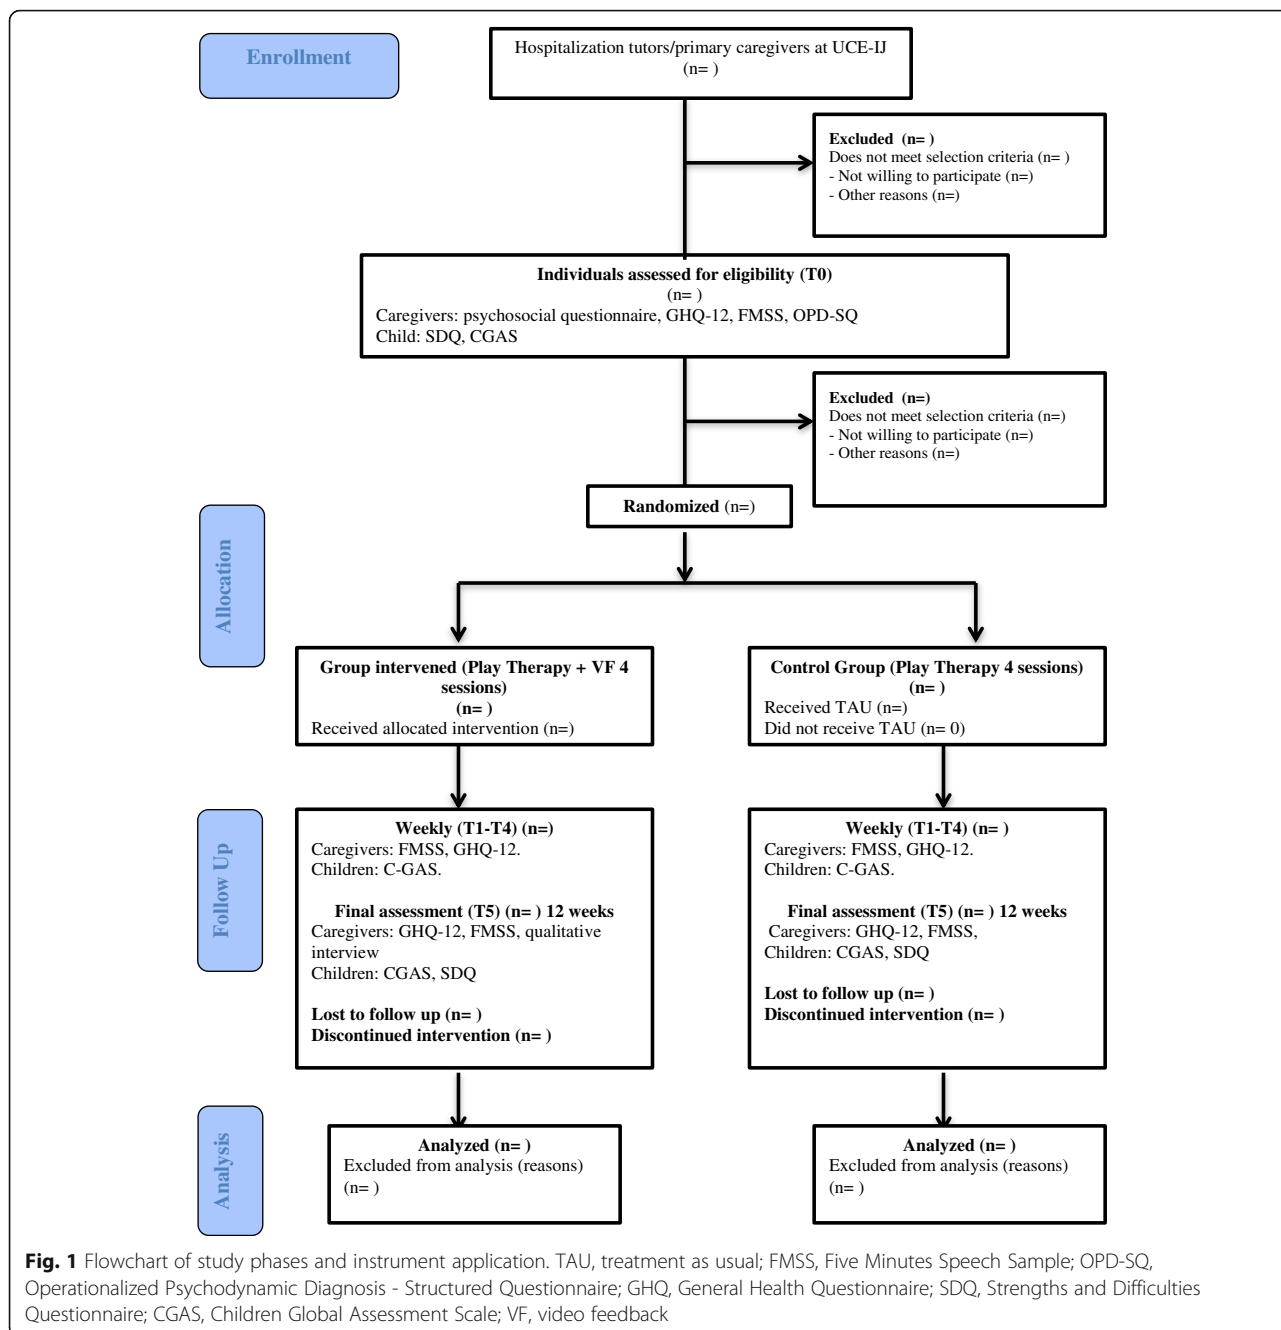 Enrollment
Hospitalization tutors/primary caregivers at UCE-IJ
(n= )
Excluded (n= )
Does not meet selection criteria (n= )
- Not willing to participate (n=)
- Other reasons (n=)
Individuals assessed for eligibility (T0)
(n= )
Caregivers: psychosocial questionnaire, GHQ-12, FMSS, OPD-SQ
Child: SDQ, CGAS
Excluded (n=)
Does not meet selection criteria (n=)
- Not willing to participate (n=)
- Other reasons (n=)
Randomized (n=)
Allocation
Group intervened (Play Therapy + VF 4
sessions)
(n= )
Received allocated intervention (n=)
Control Group (Play Therapy 4 sessions)
(n= )
Received TAU (n=)
Did not receive TAU (n= 0)
Follow Up
Weekly (T1-T4) (n=)
Caregivers: FMSS, GHQ-12.
Children: C-GAS.
Final assessment (T5) (n= ) 12 weeks
Caregivers: GHQ-12, FMSS, qualitative
interview
Children: CGAS, SDQ
Lost to follow up (n= )
Discontinued intervention (n= )
Weekly (T1-T4) (n= )
Caregivers: FMSS, GHQ-12.
Children: C-GAS.
Final assessment (T5) (n= ) 12 weeks
Caregivers: GHQ-12, FMSS,
Children: CGAS, SDQ
Lost to follow up (n= )
Discontinued intervention (n= )
Analysis
Analyzed (n= )
Excluded from analysis (reasons)
(n= )
Analyzed (n= )
Excluded from analysis (reasons)
(n= )
Fig. 1 Flowchart of study phases and instrument application. TAU, treatment as usual; FMSS, Five Minutes Speech Sample; OPD-SQ,
Operationalized Psychodynamic Diagnosis - Structured Questionnaire; GHQ, General Health Questionnaire; SDQ, Strengths and Difficulties
Questionnaire; CGAS, Children Global Assessment Scale; VF, video feedback